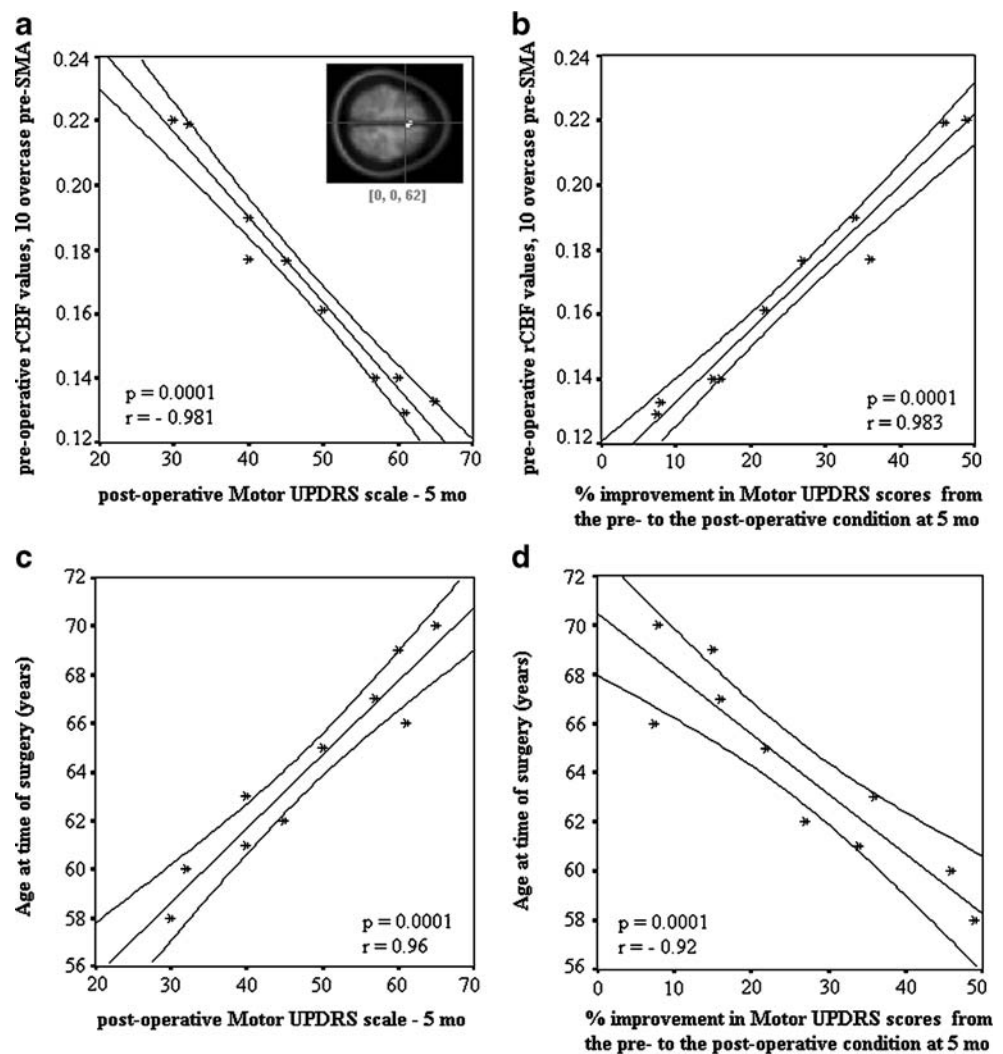 a
pre-operative rCBF values, 10 overcase pre-SMA
0.24
0.22
0.20
0.18
0.16
0.14
0.12
[0, 0, 62]
p = 0.0001
r = - 0.981
20 30 40 50 60 70
post-operative Motor UPDRS scale - 5 mo
b
pre-operative rCBF values, 10 overcase pre-SMA
0.24
0.22
0.20
0.18
0.16
0.14
0.12
p = 0.0001
r = 0.983
0 10 20 30 40 50
% improvement in Motor UPDRS scores from
the pre- to the post-operative condition at 5 mo
c
Age at time of surgery (years)
72
70
68
66
64
62
60
58
56
p = 0.0001
r = 0.96
20 30 40 50 60 70
post-operative Motor UPDRS scale - 5 mo
d
Age at time of surgery (years)
72
70
68
66
64
62
60
58
56
p = 0.0001
r = - 0.92
0 10 20 30 40 50
% improvement in Motor UPDRS scores from
the pre- to the post-operative condition at 5 mo